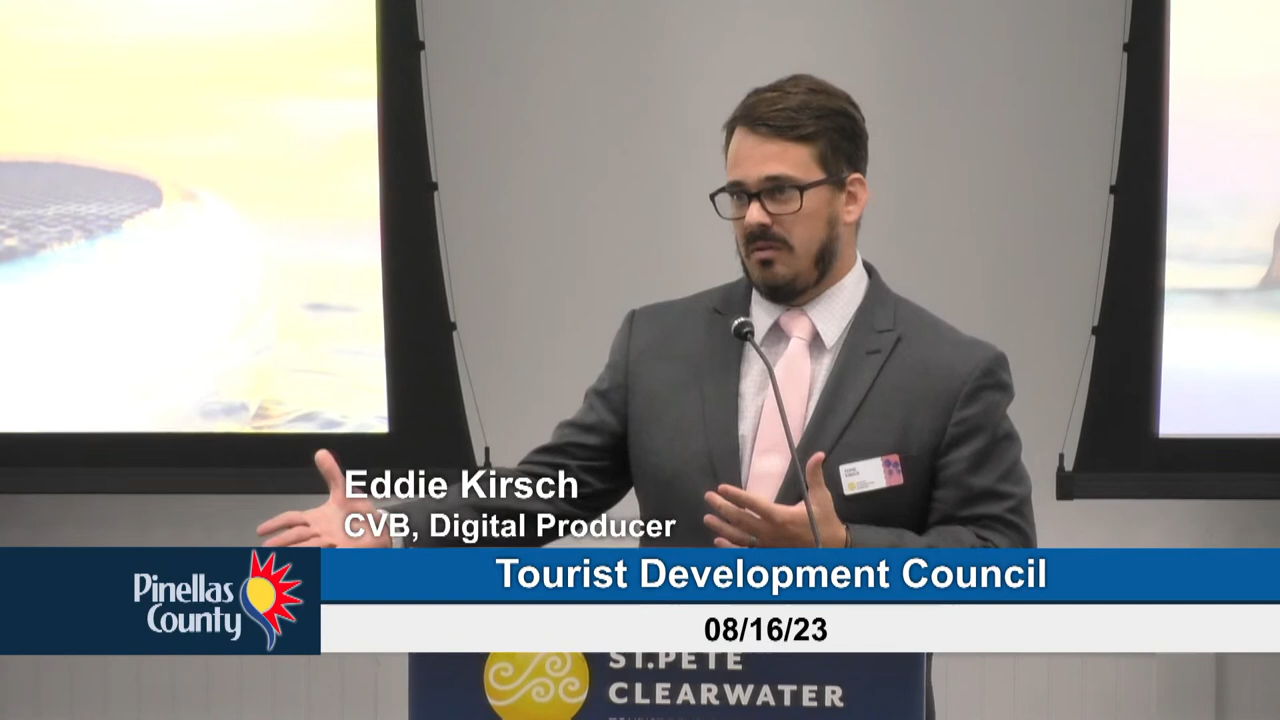 Eddie Kirsch
CVB, Digital Producer
Pinellas
County
Tourist Development Council
08/16/23
ST.PETE
CLEARWATER